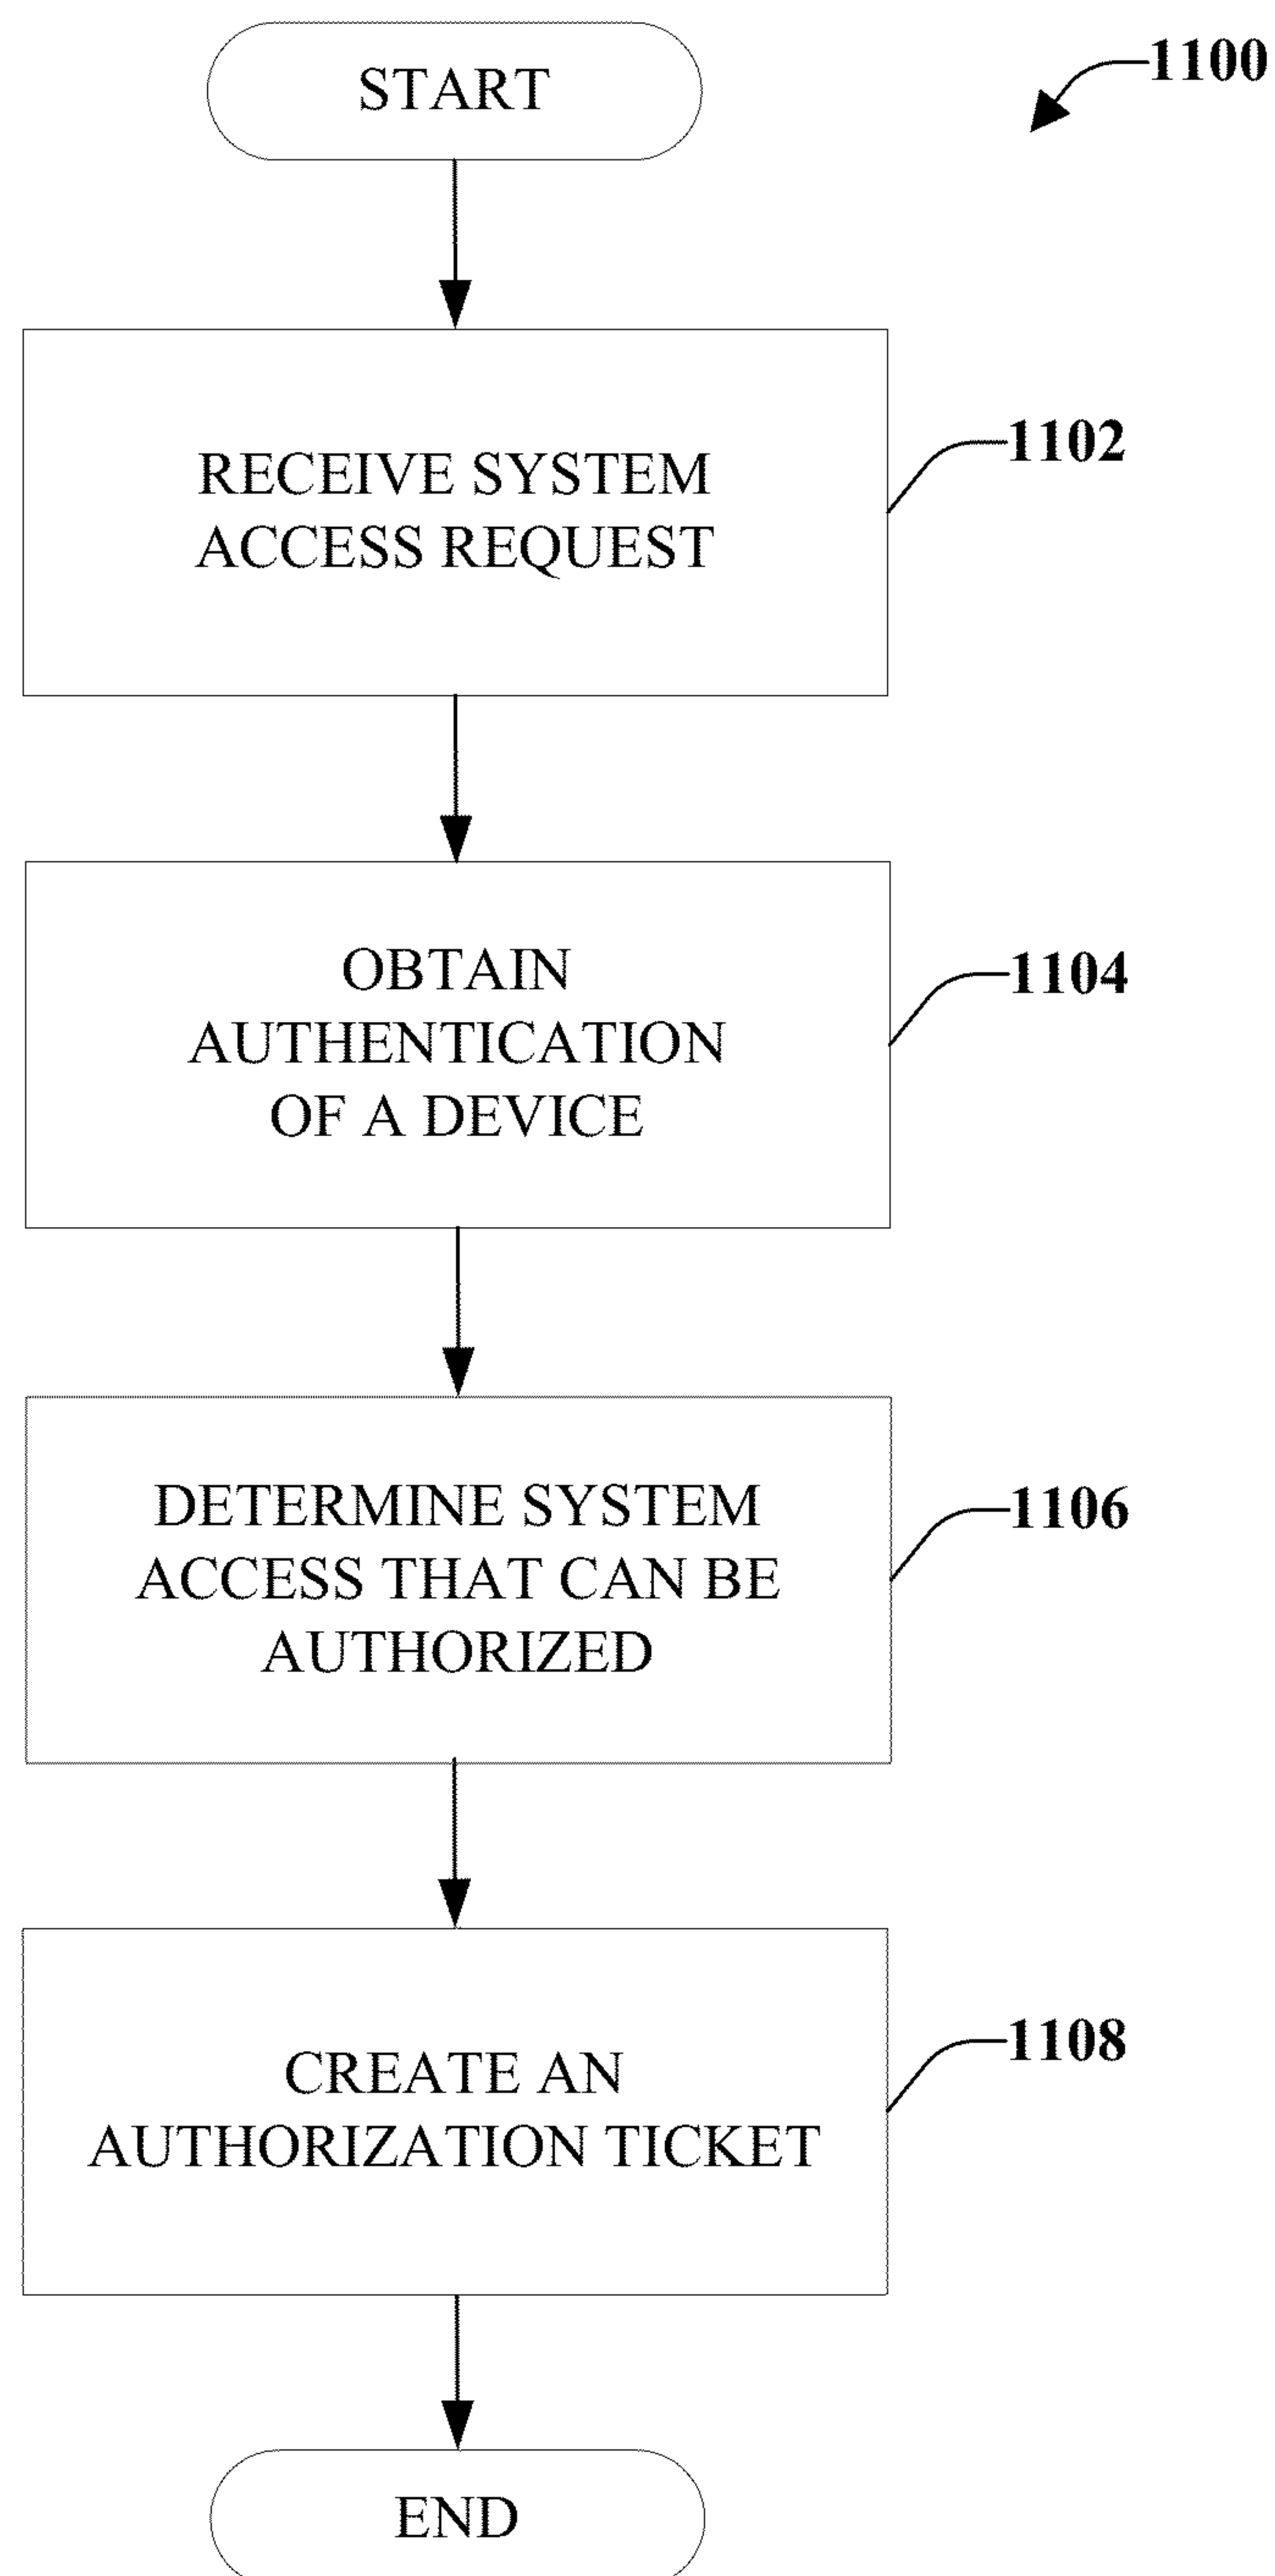 START
1100
RECEIVE SYSTEM
ACCESS REQUEST
1102
OBTAIN
AUTHENTICATION
OF A DEVICE
1104
DETERMINE SYSTEM
ACCESS THAT CAN BE
AUTHORIZED
1106
CREATE AN
AUTHORIZATION TICKET
1108
END